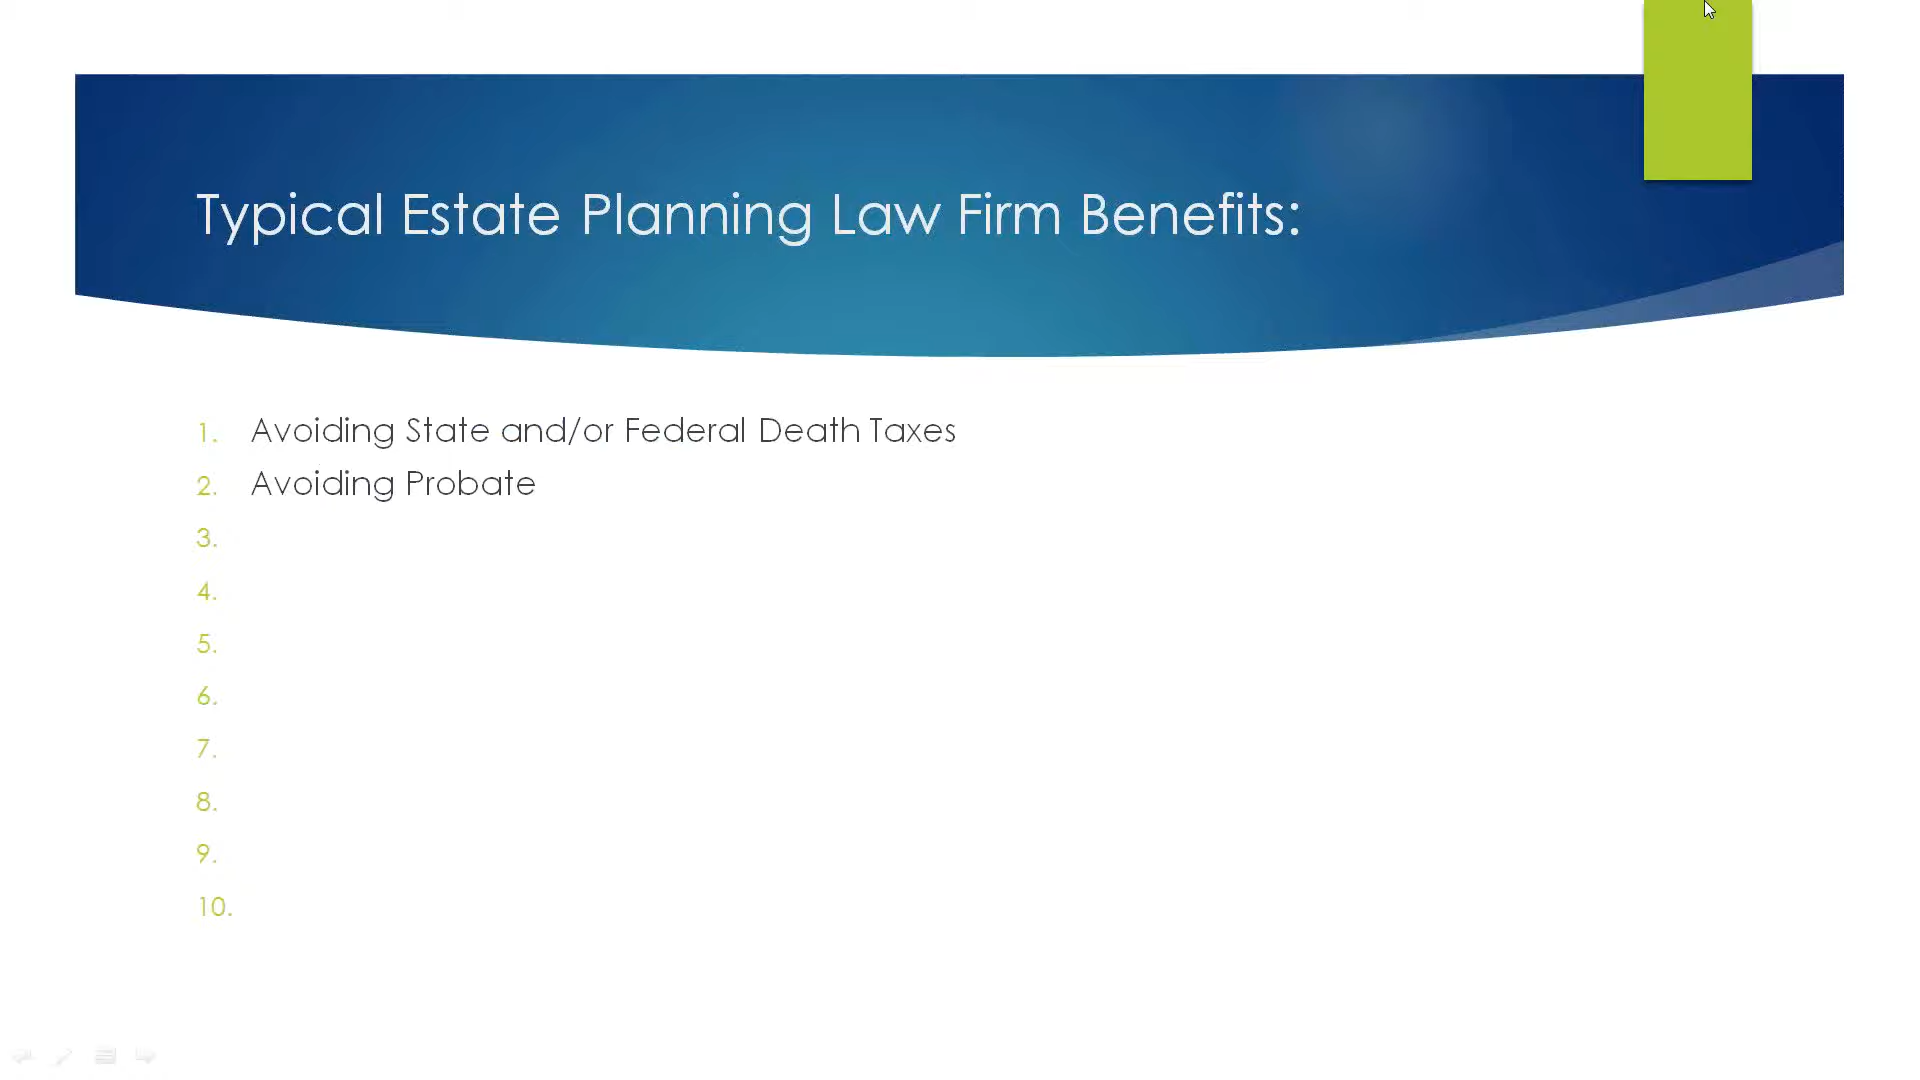 Typical Estate Planning Law Firm Benefits:
1. Avoiding State and/or Federal Death Taxes
2. Avoiding Probate
3.
4.
5.
6.
7.
8.
9.
10.